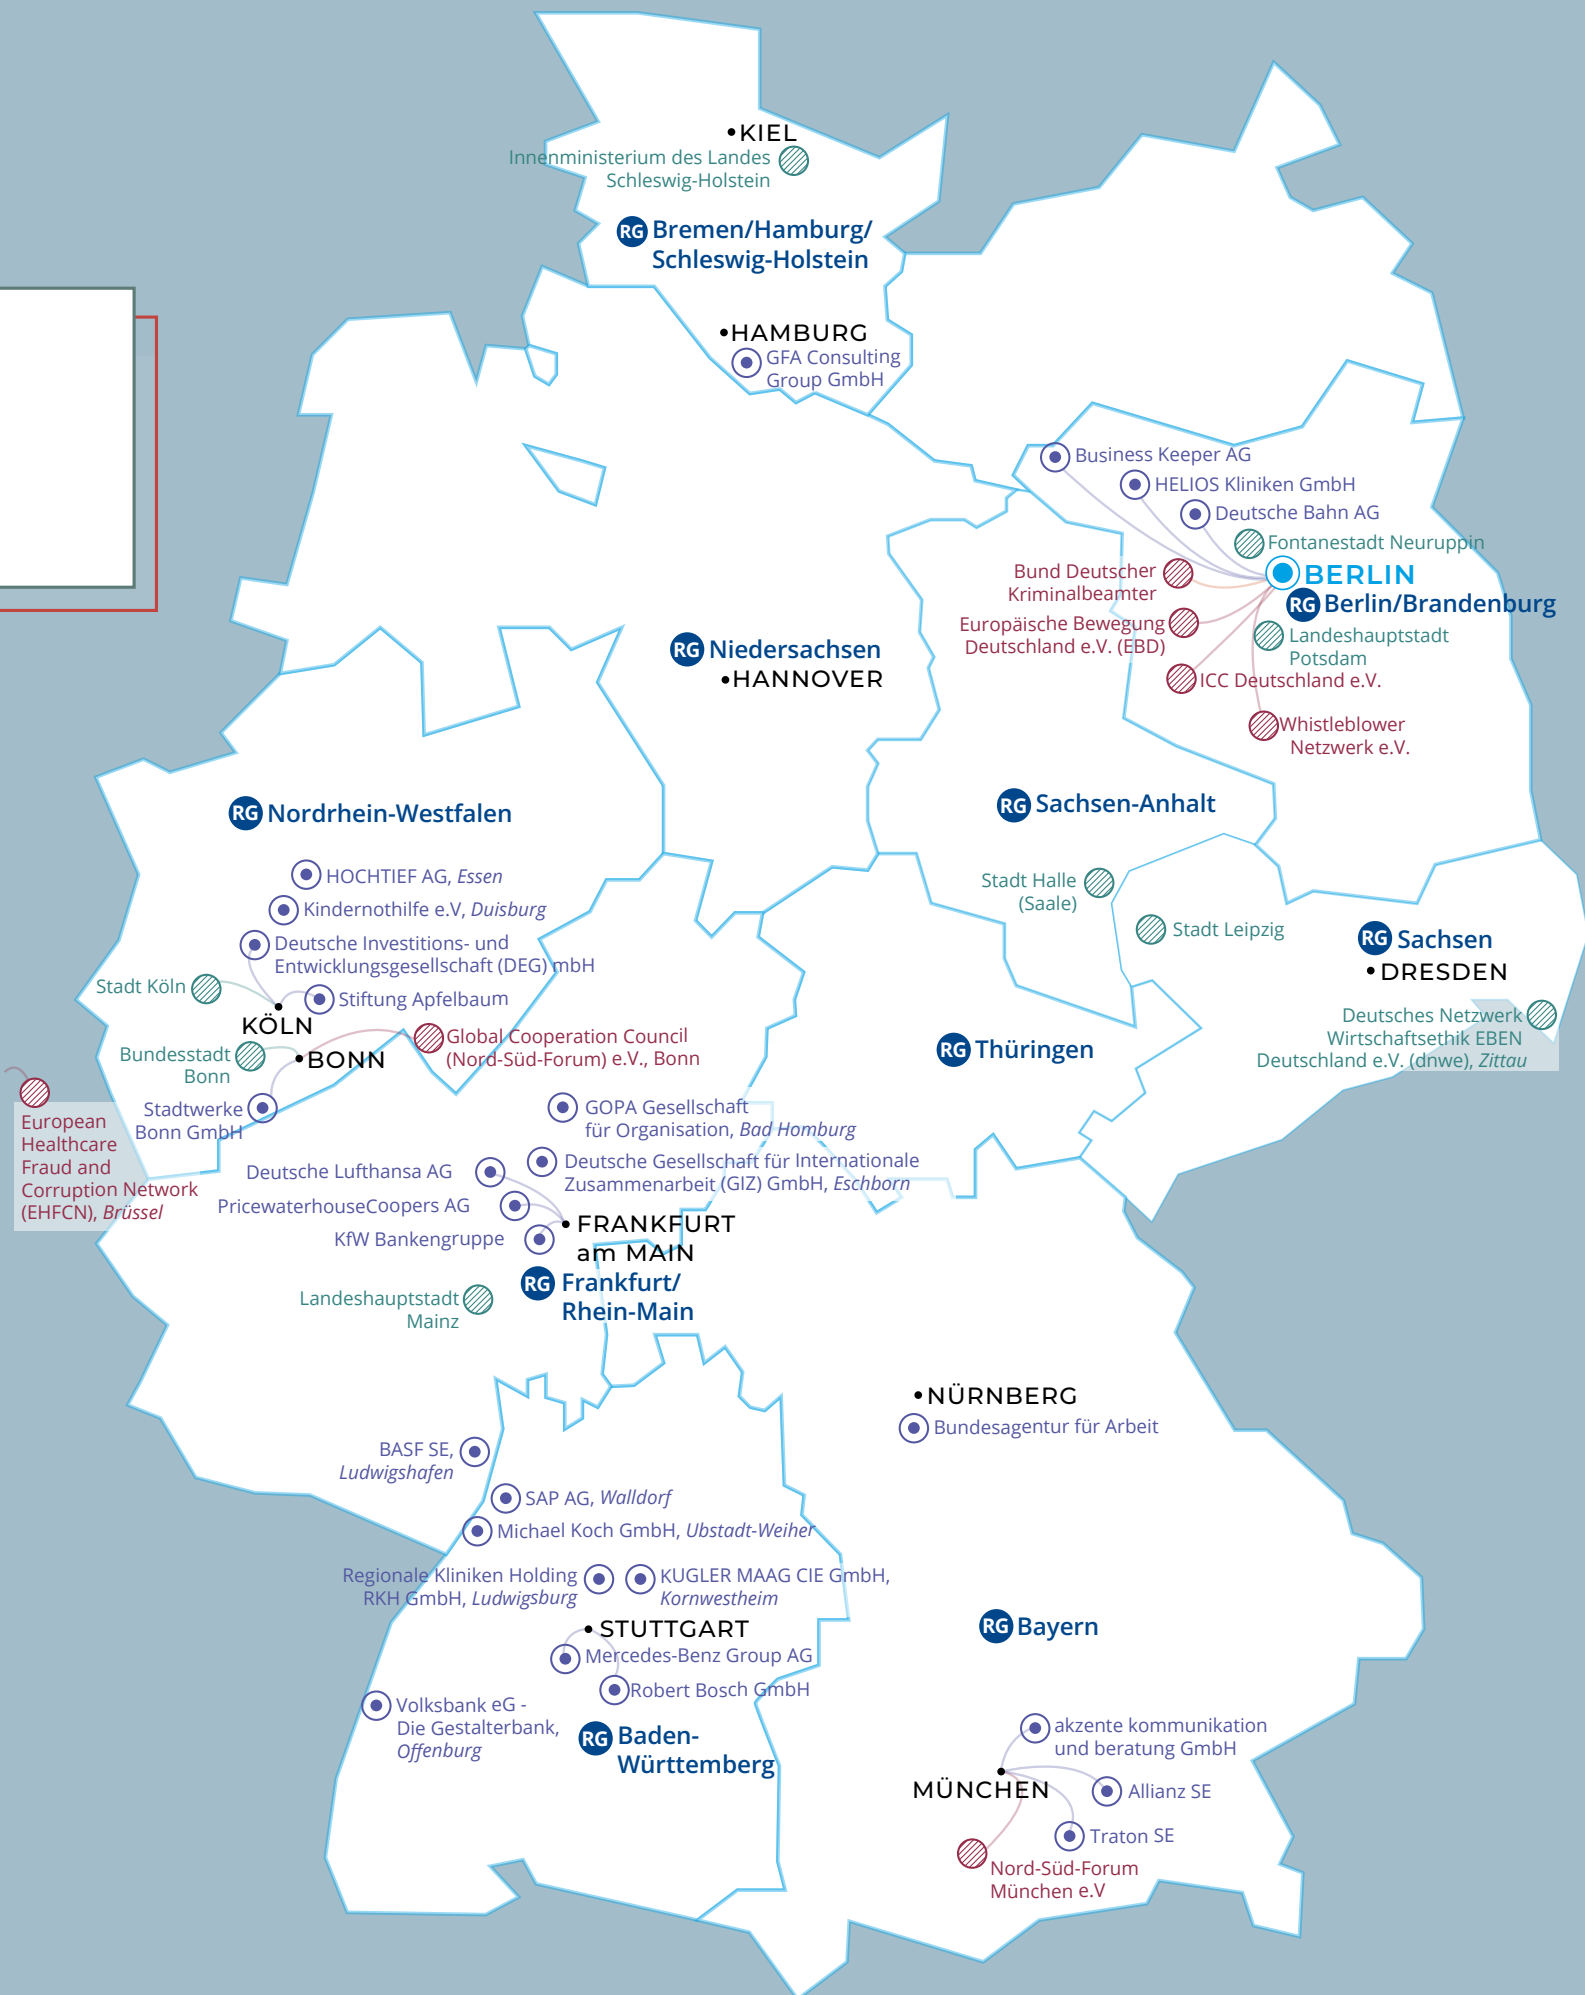 •KIEL
Innenministerium des Landes
Schleswig-Holstein
RG Bremen/Hamburg/
Schleswig-Holstein
•HAMBURG
GFA Consulting
Group GmbH
Business Keeper AG
HELIOS Kliniken GmbH
Deutsche Bahn AG
Fontanestadt Neuruppin
BERLIN
RG Berlin/Brandenburg
Bund Deutscher
Kriminalbeamter
Europäische Bewegung
Deutschland e.V. (EBD)
Landeshauptstadt
Potsdam
ICC Deutschland e.V.
Whistleblower
Netzwerk e.V.
RG Niedersachsen
•HANNOVER
RG Sachsen-Anhalt
RG Nordrhein-Westfalen
HOCHTIEF AG, Essen
Kindernothilfe e.V, Duisburg
Deutsche Investitions- und
Entwicklungsgesellschaft (DEG) mbH
Stadt Köln
Stiftung Apfelbaum
KÖLN
Global Cooperation Council
(Nord-Süd-Forum) e.V., Bonn
Bundesstadt
Bonn
•BONN
Stadtwerke
Bonn GmbH
European
Healthcare
Fraud and
Corruption Network
(EHFCN), Brüssel
Stadt Halle
(Saale)
Stadt Leipzig
RG Sachsen
•DRESDEN
Deutsches Netzwerk
Wirtschaftsethik EBEN
Deutschland e.V. (dnwe), Zittau
RG Thüringen
GOPA Gesellschaft
für Organisation, Bad Homburg
Deutsche Gesellschaft für Internationale
Zusammenarbeit (GIZ) GmbH, Eschborn
Deutsche Lufthansa AG
PricewaterhouseCoopers AG
KfW Bankengruppe
•FRANKFURT
am MAIN
RG Frankfurt/
Rhein-Main
Landeshauptstadt
Mainz
•NÜRNBERG
Bundesagentur für Arbeit
BASF SE,
Ludwigshafen
SAP AG, Walldorf
Michael Koch GmbH, Ubstadt-Weiher
Regionale Kliniken Holding
RKH GmbH, Ludwigsburg
KUGLER MAAG CIE GmbH,
Kornwestheim
•STUTTGART
Mercedes-Benz Group AG
Robert Bosch GmbH
Volksbank eG -
Die Gestalterbank,
Offenburg
RG Baden-
Württemberg
RG Bayern
akzente kommunikation
und beratung GmbH
MÜNCHEN
Allianz SE
Traton SE
Nord-Süd-Forum
München e.V